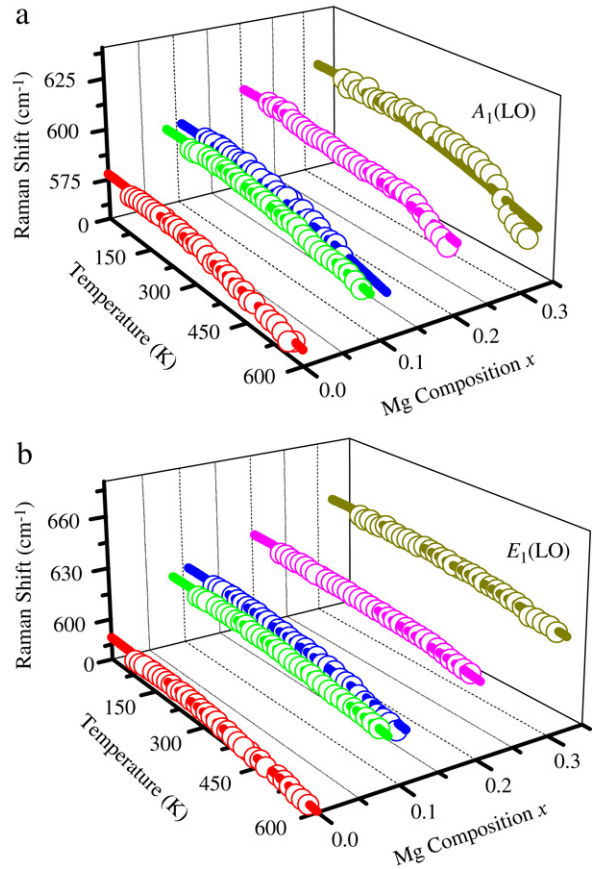 a
Raman Shift (cm-1)
625
600
575
0
150
300
450
600
Temperature (K)
0.0
0.1
0.2
0.3
Mg Composition x
A1(LO)
b
Raman Shift (cm-1)
660
630
600
0
150
300
450
600
Temperature (K)
0.0
0.1
0.2
0.3
Mg Composition x
E1(LO)